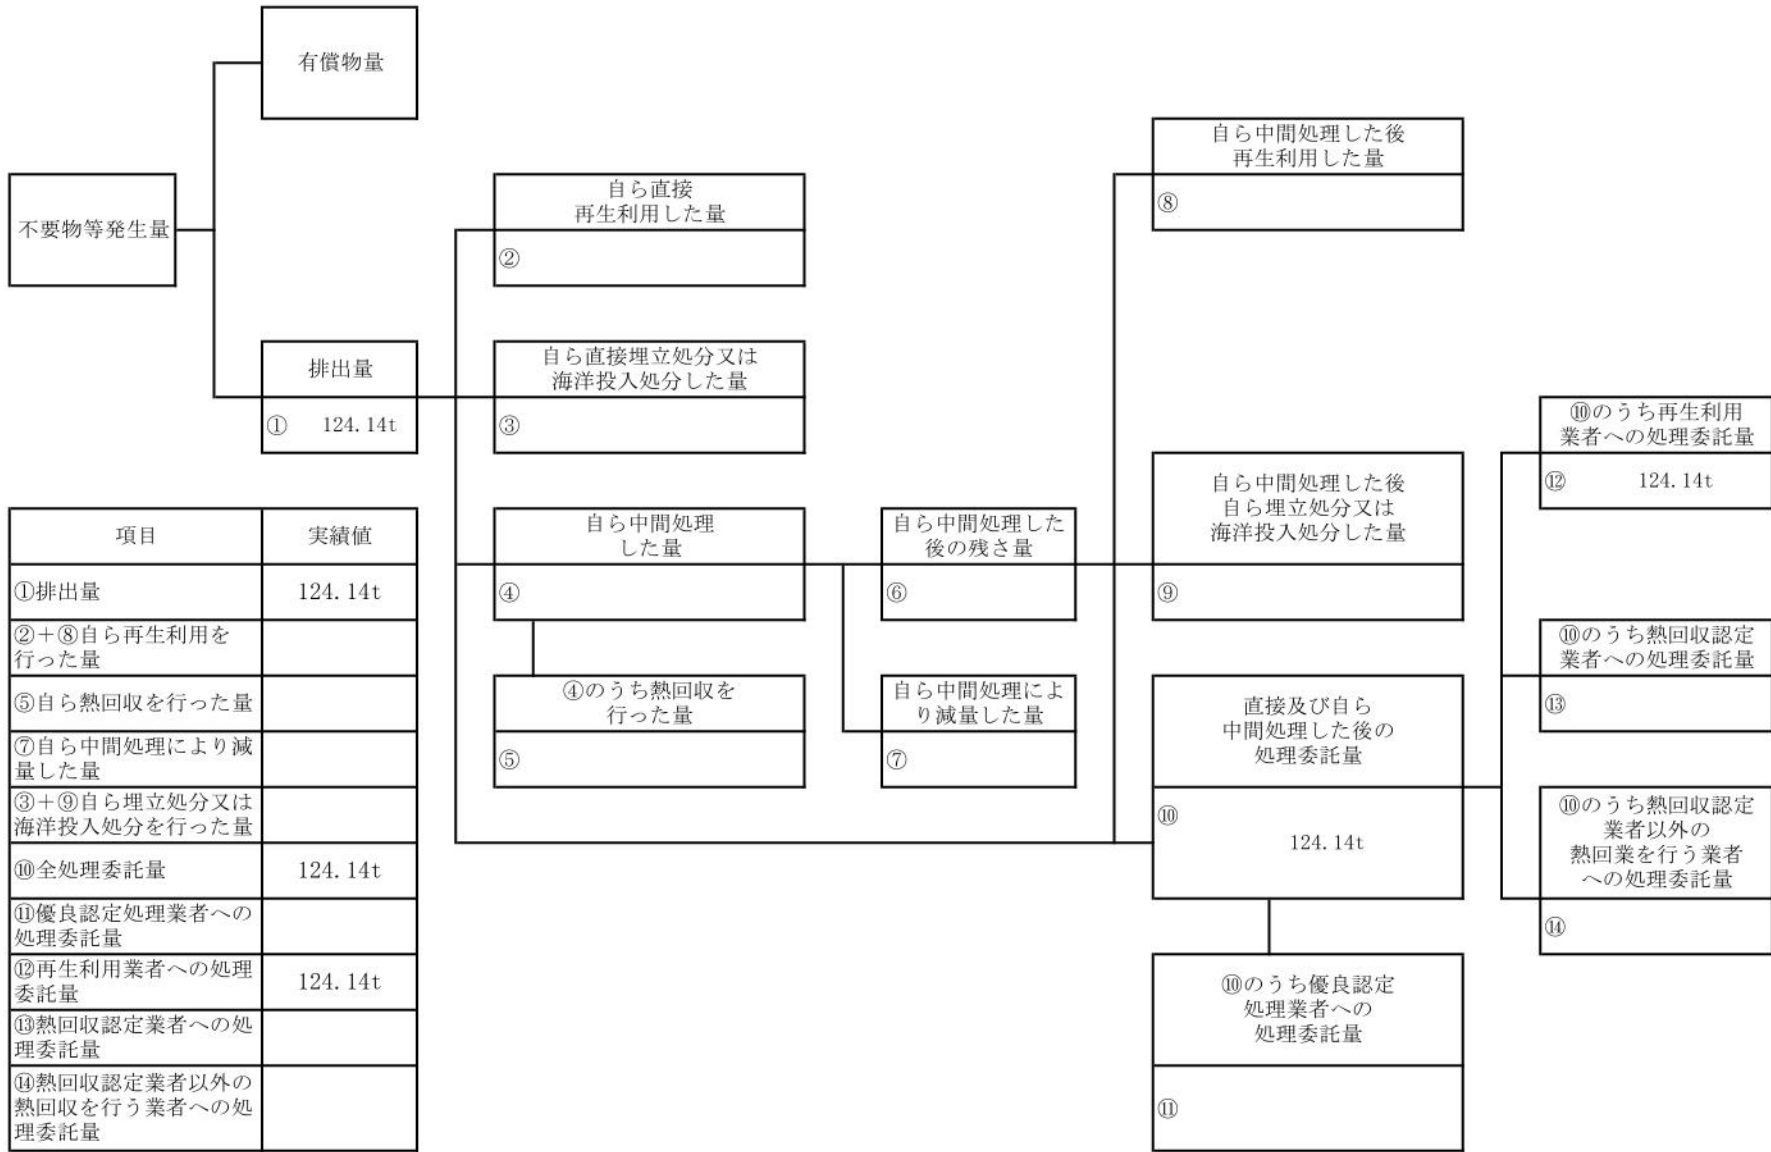 有償物量
不要物等発生量
排出量
① 124.14t
自ら直接
再生利用した量
②
自ら直接埋立処分又は
海洋投入処分した量
③
自ら中間処理
した量
④
④のうち熱回収を
行った量
⑤
自ら中間処理した
後の残さ量
⑥
自ら中間処理によ
り減量した量
⑦
自ら中間処理した後
再生利用した量
⑧
自ら中間処理した後
自ら埋立処分又は
海洋投入処分した量
⑨
直接及び自ら
中間処理した後の
処理委託量
⑩
124.14t
⑩のうち優良認定
処理業者への
処理委託量
⑪
⑩のうち再生利用
業者への処理委託量
⑫ 124.14t
⑩のうち熱回収認定
業者への処理委託量
⑬
⑩のうち熱回収認定
業者以外の
熱回業を行う業者
への処理委託量
⑭
項目 実績値
①排出量 124.14t
②＋⑧自ら再生利用を
行った量
⑤自ら熱回収を行った量
⑦自ら中間処理により減
量した量
③＋⑨自ら埋立処分又は
海洋投入処分を行った量
⑩全処理委託量 124.14t
⑪優良認定処理業者への
処理委託量
⑫再生利用業者への処理
委託量 124.14t
⑬熱回収認定業者への処
理委託量
⑭熱回収認定業者以外の
熱回収を行う業者への処
理委託量